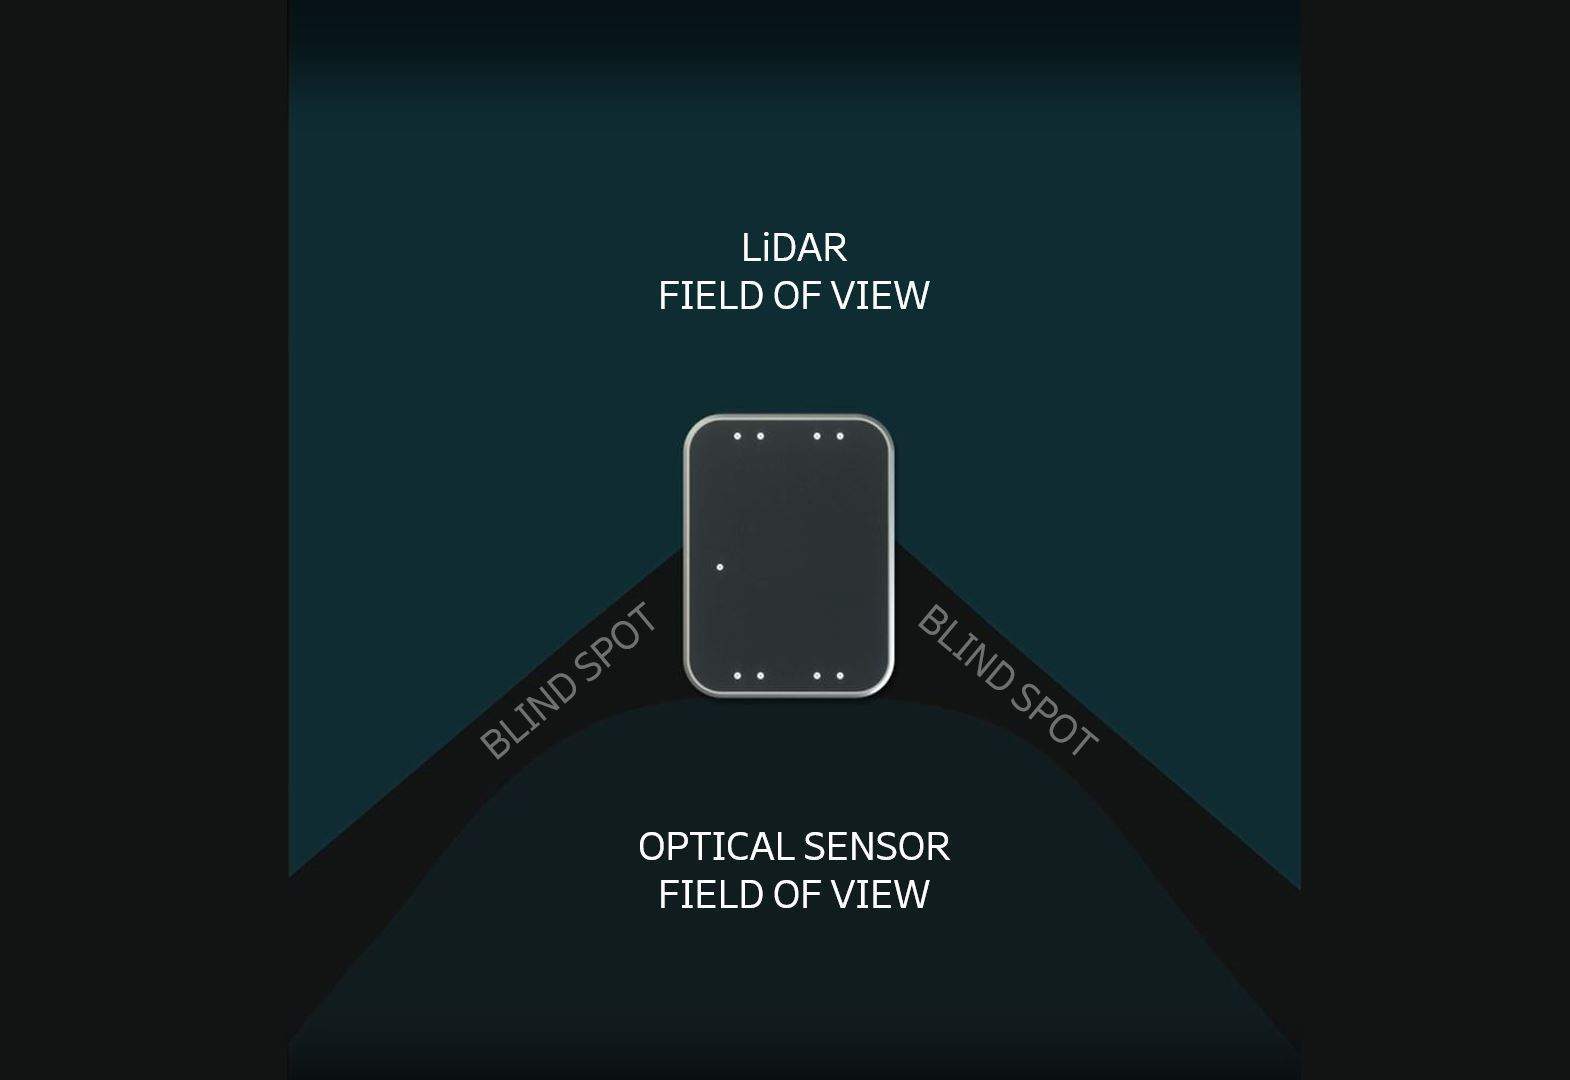 LiDAR
FIELD OF VIEW
BLIND SPOT
BLIND SPOT
OPTICAL SENSOR
FIELD OF VIEW